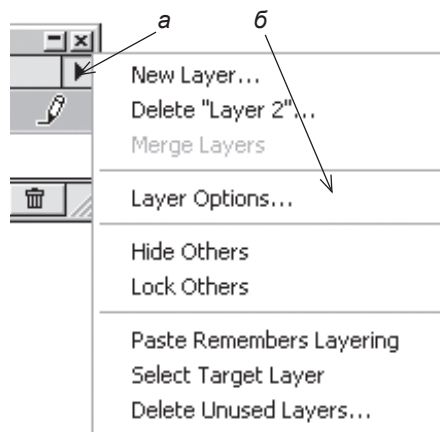 а
б
New Layer...
Delete "Layer 2"...
Merge Layers
Layer Options...
Hide Others
Lock Others
Paste Remembers Layering
Select Target Layer
Delete Unused Layers...